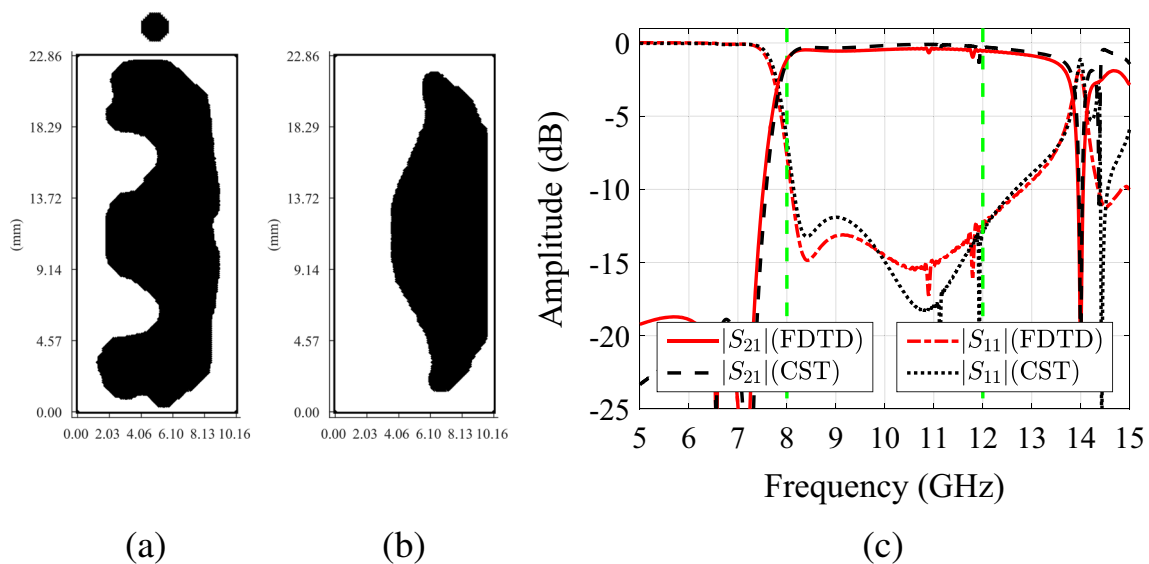 22.86
18.29
13.72
9.14
4.57
0.00
(mm)
0.00 2.03 4.06 6.10 8.13 10.16
(a)
22.86
18.29
13.72
9.14
4.57
0.00
(mm)
0.00 2.03 4.06 6.10 8.13 10.16
(b)
0
-5
-10
-15
-20
-25
Amplitude (dB)
|S21|(FDTD)
|S21|(CST)
|S11|(FDTD)
|S11|(CST)
5 6 7 8 9 10 11 12 13 14 15
Frequency (GHz)
(c)